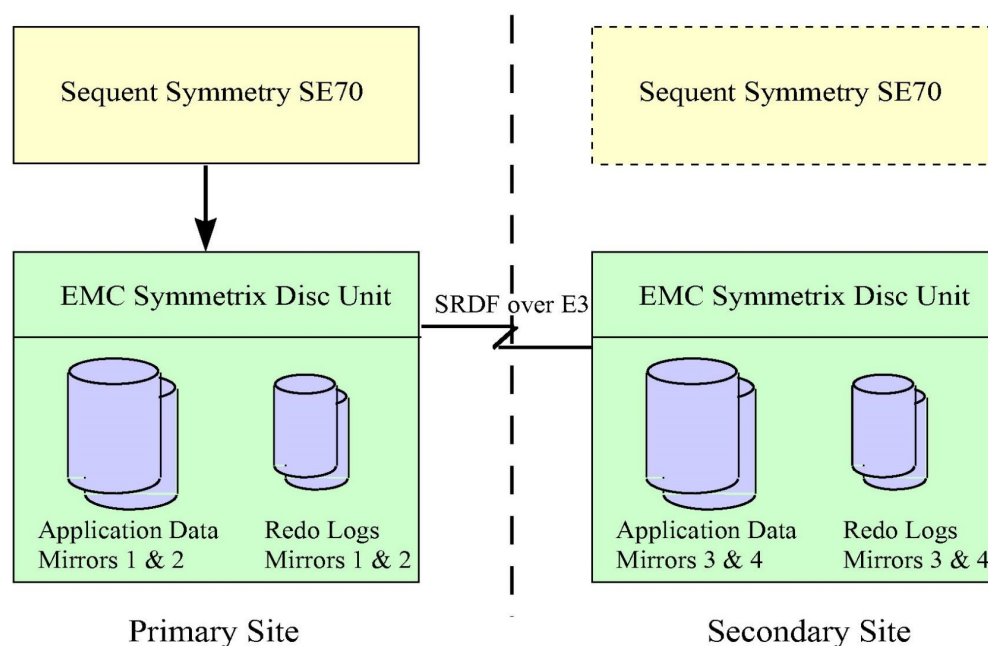 Sequent Symmetry SE70
Sequent Symmetry SE70
EMC Symmetrix Disc Unit
SRDF over E3
EMC Symmetrix Disc Unit
Application Data
Mirrors 1 & 2
Redo Logs
Mirrors 1 & 2
Application Data
Mirrors 3 & 4
Redo Logs
Mirrors 3 & 4
Primary Site
Secondary Site